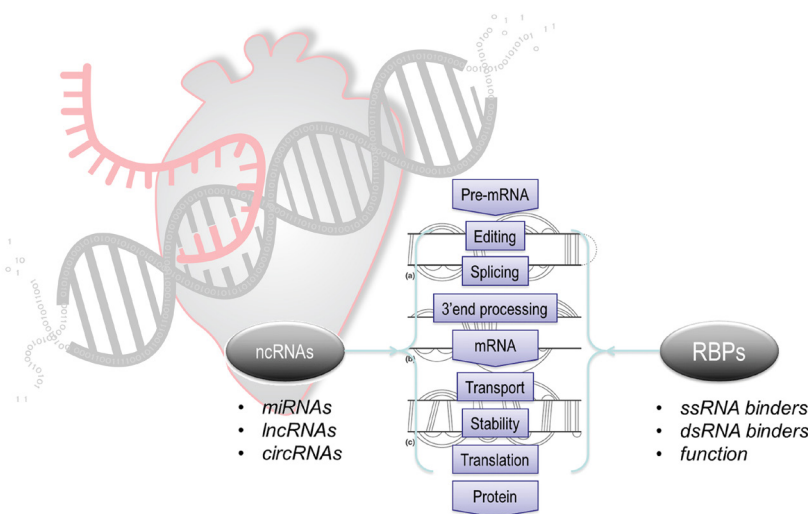 Pre-mRNA
Editing
(a)
Splicing
3'end processing
ncRNAs
mRNA
RBPs
(b)
Transport
• miRNAs
• lncRNAs
• circRNAs
Stability
(c)
Translation
Protein
• ssRNA binders
• dsRNA binders
• function